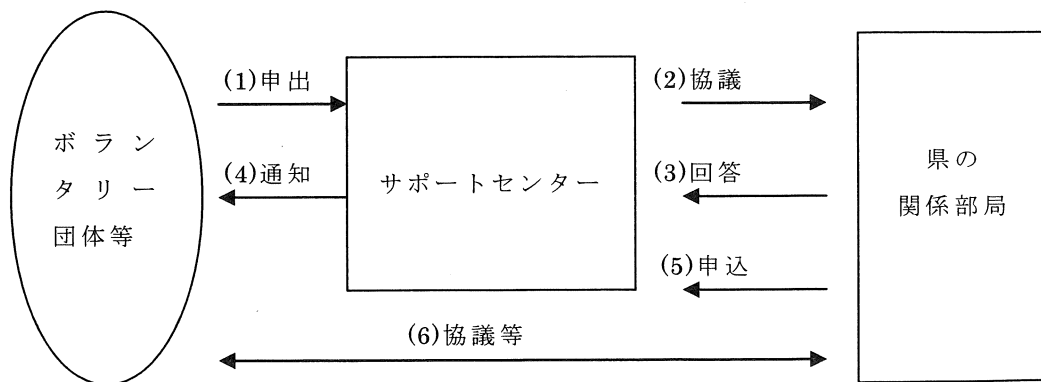 ボラン
タリー
団体等
(1)申出
(4)通知
サポートセンター
(2)協議
(3)回答
(5)申込
(6)協議等
県の
関係部局